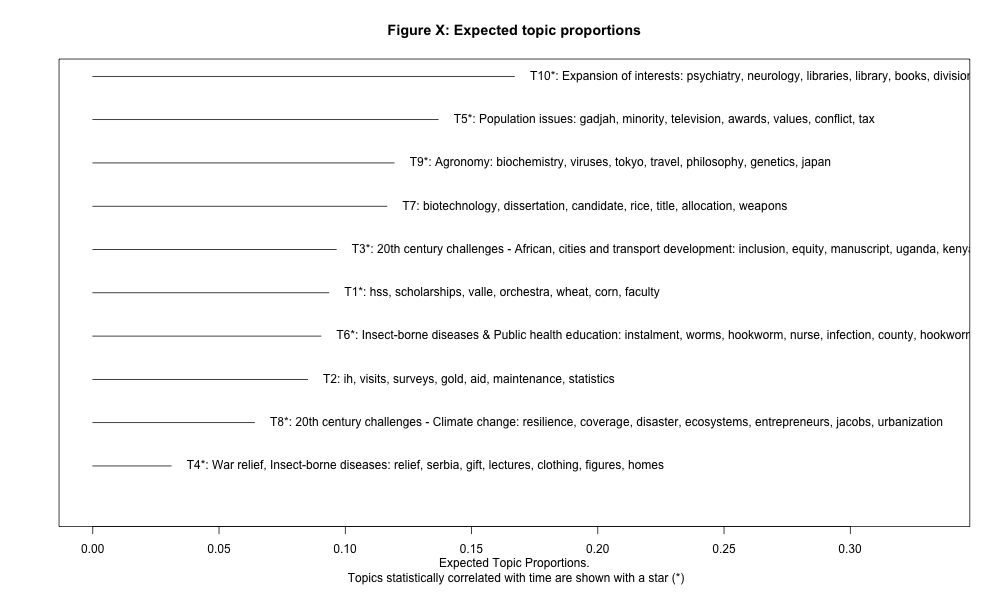 Figure X: Expected topic proportions
T10*: Expansion of interests: psychiatry, neurology, libraries, library, books, division
T5*: Population issues: gadjah, minority, television, awards, values, conflict, tax
T9*: Agronomy: biochemistry, viruses, tokyo, travel, philosophy, genetics, japan
T7: biotechnology, dissertation, candidate, rice, title, allocation, weapons
T3*: 20th century challenges - African, cities and transport development: inclusion, equity, manuscript, uganda, kenya
T1*: hss, scholarships, valle, orchestra, wheat, corn, faculty
T6*: Insect-borne diseases & Public health education: instalment, worms, hookworm, nurse, infection, county, hookworm
T2: ih, visits, surveys, gold, aid, maintenance, statistics
T8*: 20th century challenges - Climate change: resilience, coverage, disaster, ecosystems, entrepreneurs, jacobs, urbanization
T4*: War relief, Insect-borne diseases: relief, serbia, gift, lectures, clothing, figures, homes
0.00 0.05 0.10 0.15 0.20 0.25 0.30
Expected Topic Proportions.
Topics statistically correlated with time are shown with a star (*)